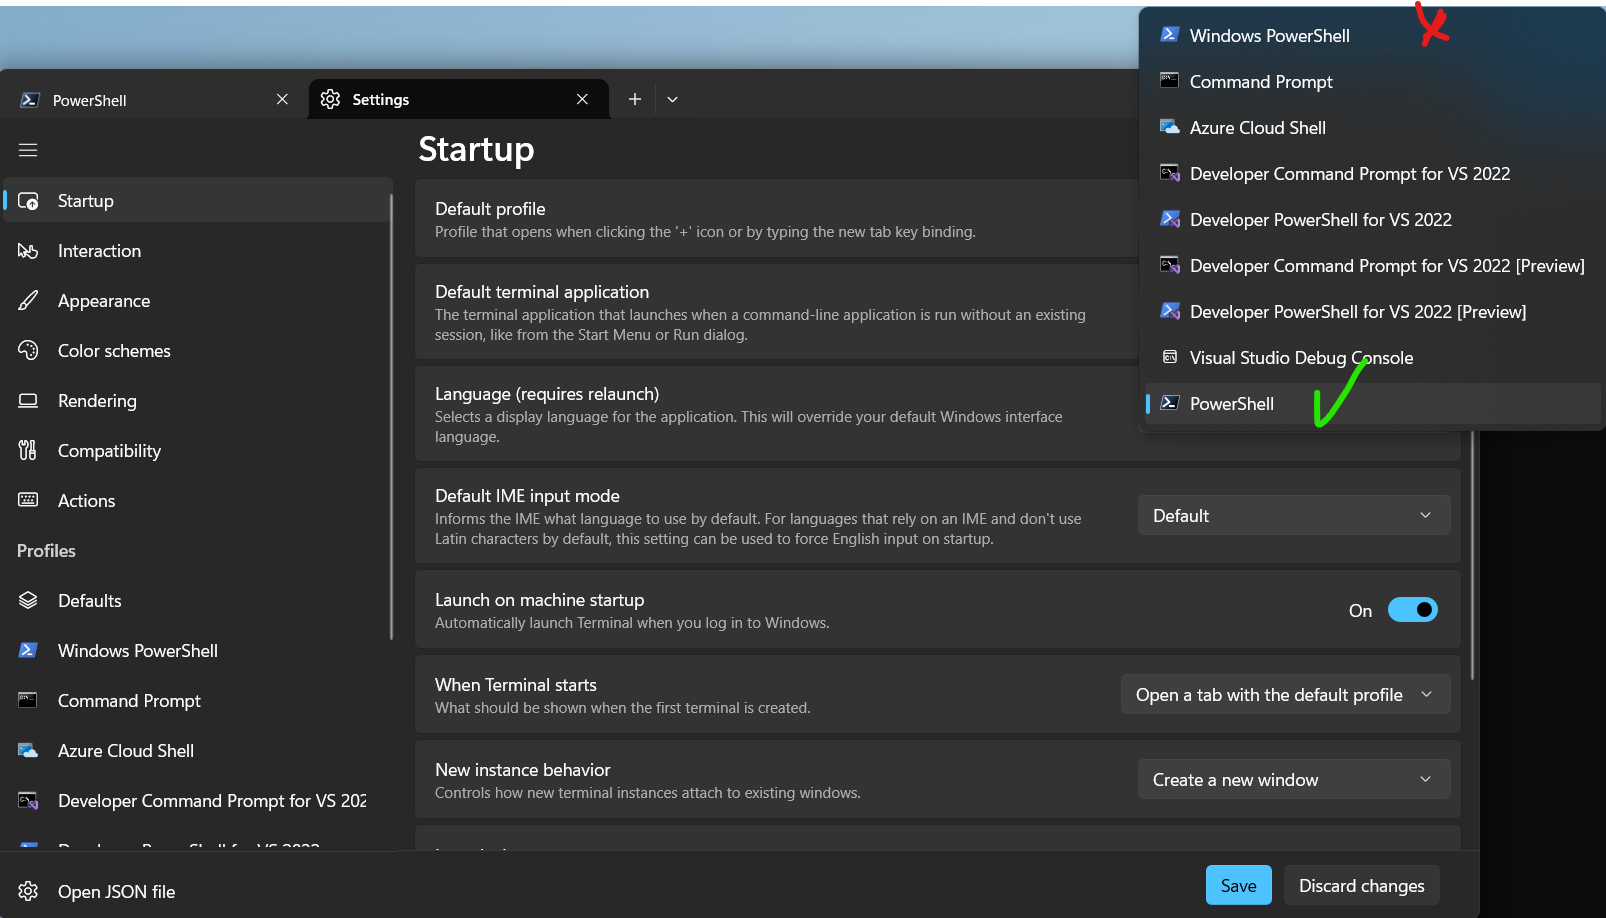 PowerShell
Settings
Startup
Interaction
Appearance
Color schemes
Rendering
Compatibility
Actions
Profiles
Defaults
Windows PowerShell
Command Prompt
Azure Cloud Shell
Developer Command Prompt for VS 202
Open JSON file
Startup
Default profile
Profile that opens when clicking the '+' icon or by typing the new tab key binding.
Default terminal application
The terminal application that launches when a command-line application is run without an existing
session, like from the Start Menu or Run dialog.
Language (requires relaunch)
Selects a display language for the application. This will override your default Windows interface
language.
Default IME input mode
Informs the IME what language to use by default. For languages that rely on an IME and don't use
Latin characters by default, this setting can be used to force English input on startup.
Default
Launch on machine startup
Automatically launch Terminal when you log in to Windows.
On
When Terminal starts
What should be shown when the first terminal is created.
Open a tab with the default profile
New instance behavior
Controls how new terminal instances attach to existing windows.
Create a new window
Save
Discard changes
Windows PowerShell
Command Prompt
Azure Cloud Shell
Developer Command Prompt for VS 2022
Developer PowerShell for VS 2022
Developer Command Prompt for VS 2022 [Preview]
Developer PowerShell for VS 2022 [Preview]
Visual Studio Debug Console
PowerShell